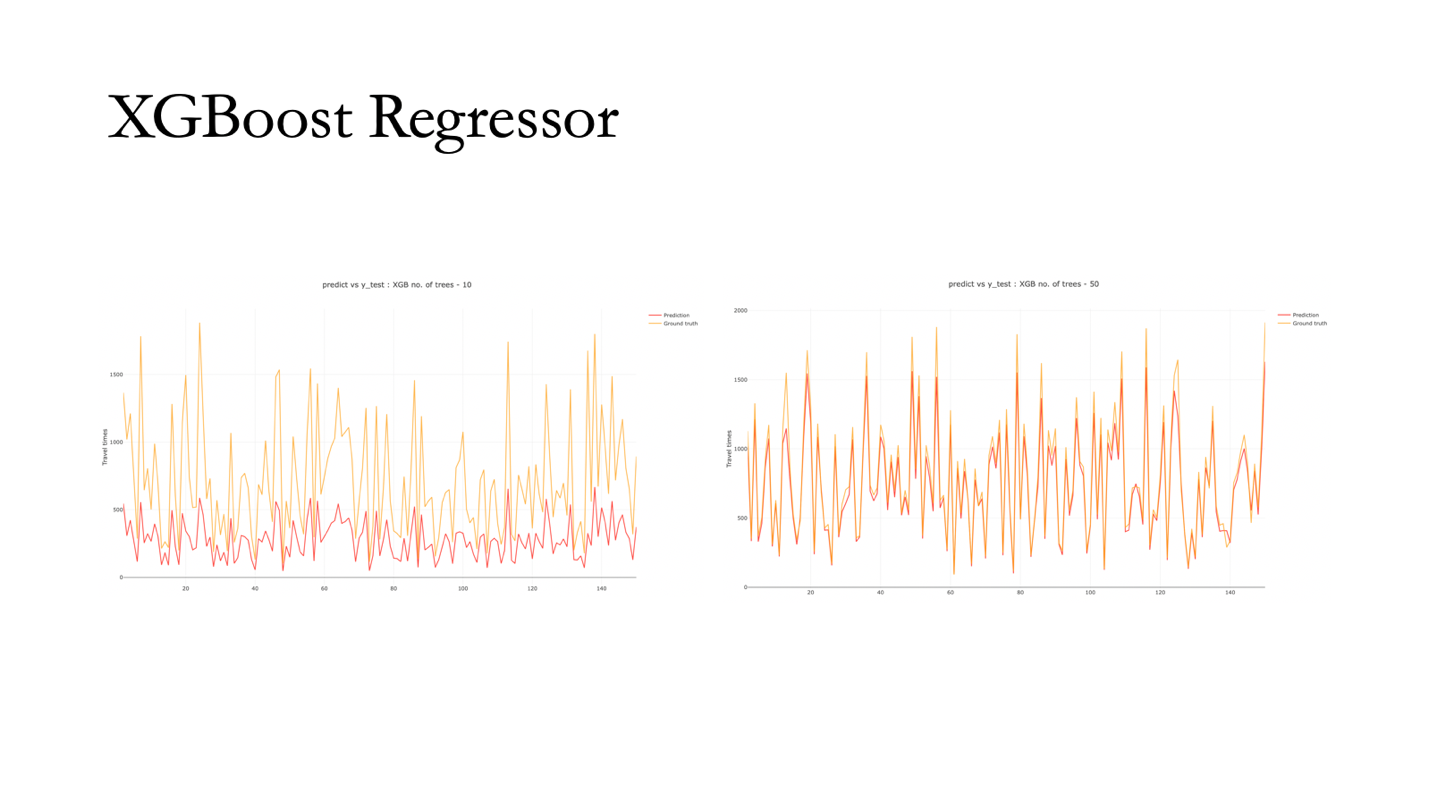 XGBoost Regressor
predict vs y_test : XGB no. of trees - 10
Prediction
Ground truth
Travel times
1500
1000
500
0
20
40
60
80
100
120
140
predict vs y_test : XGB no. of trees - 50
Prediction
Ground truth
Travel times
2000
1500
1000
500
0
20
40
60
80
100
120
140